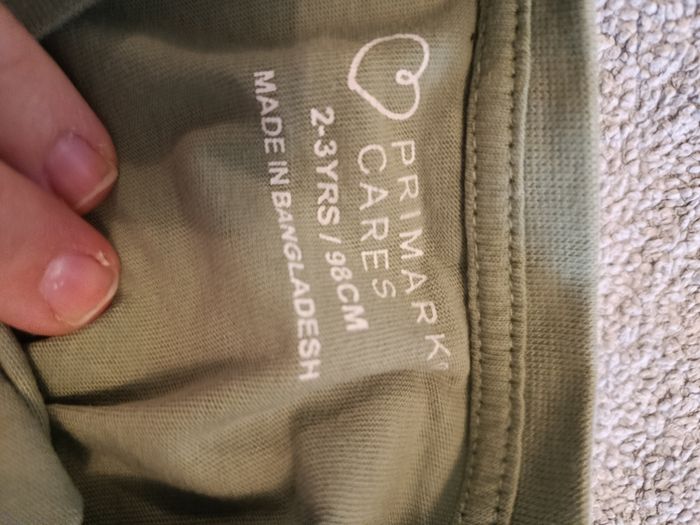 PRIMARK
CARES
2-3YRS / 98CM
MADE IN BANGLADESH